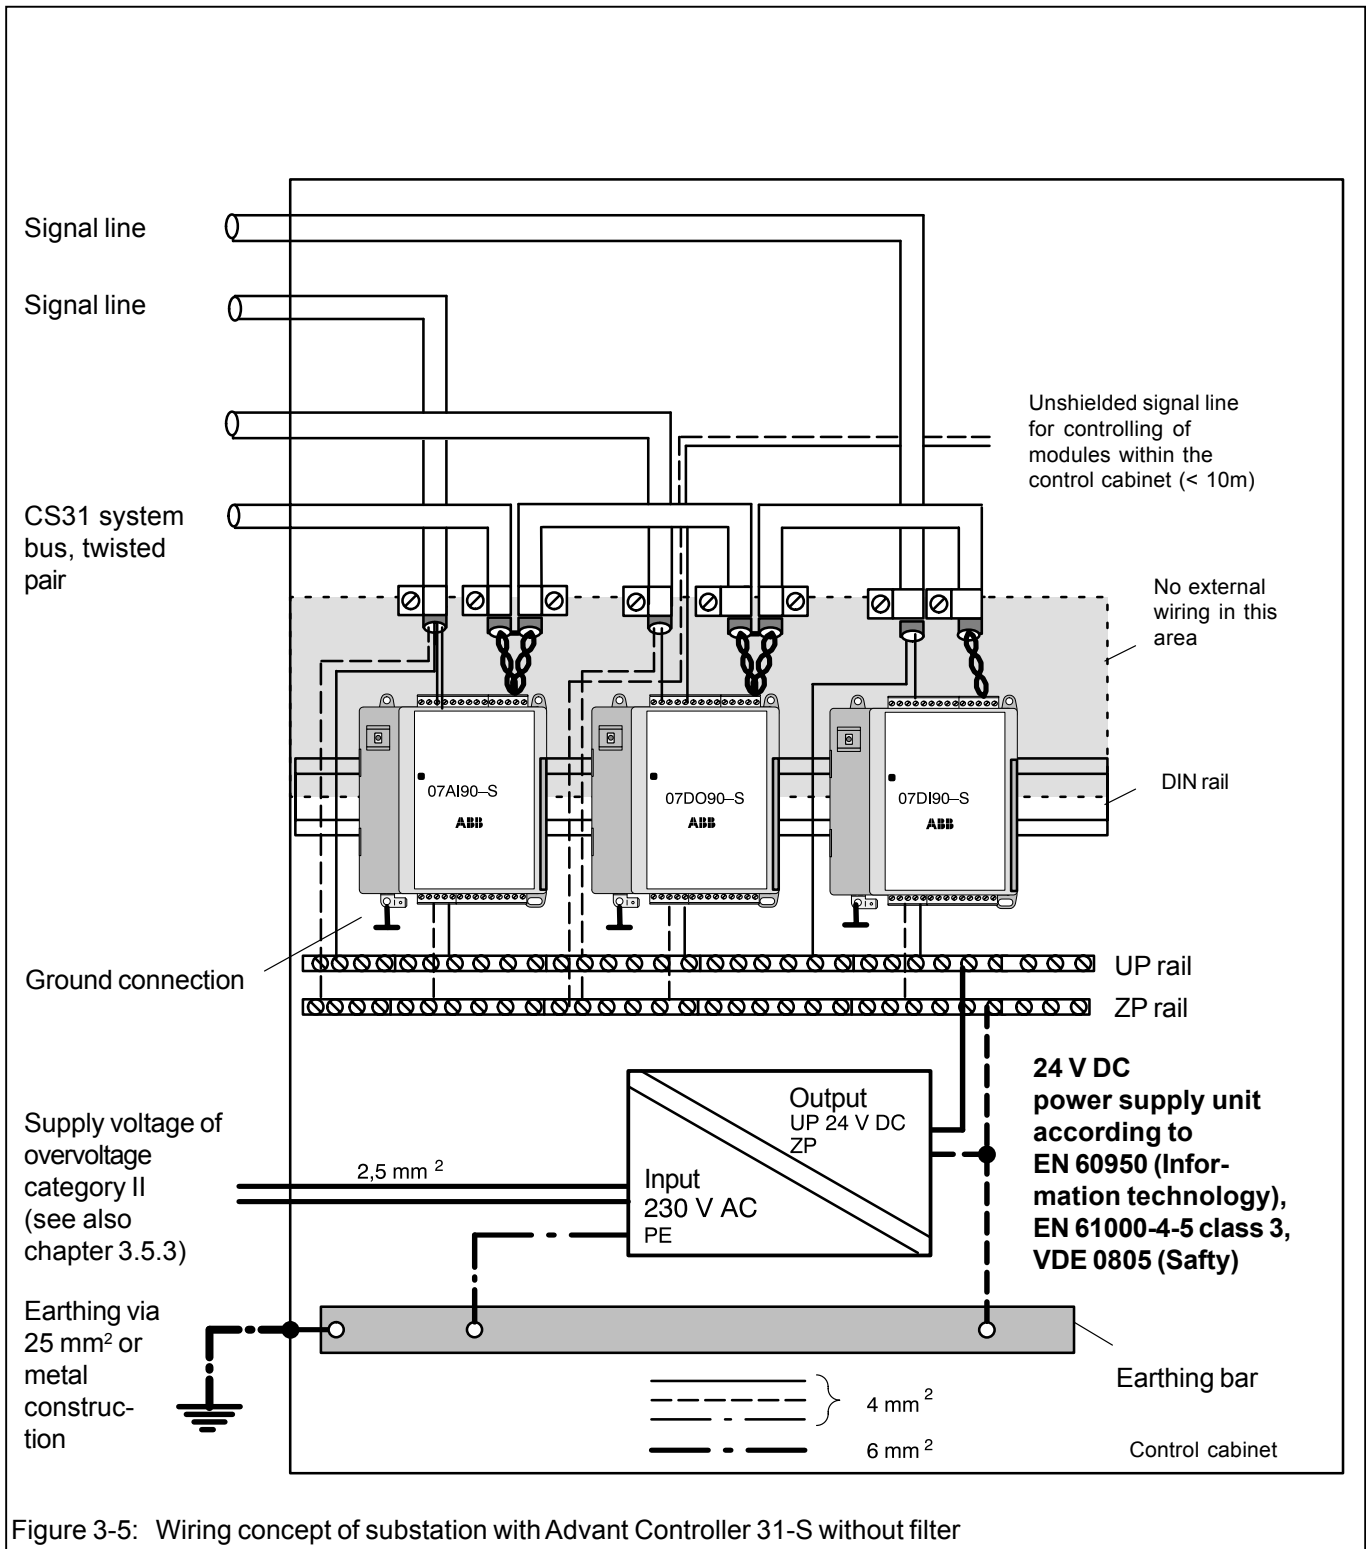 Signal line
Signal line
Unshielded signal line
for controlling of
modules within the
control cabinet (< 10m)
CS31 system
bus, twisted
pair
No external
wiring in this
area
07AI90–S
ABB
07DO90–S
ABB
07DI90–S
ABB
DIN rail
Ground connection
UP rail
ZP rail
24 V DC
power supply unit
according to
EN 60950 (Infor-
mation technology),
EN 61000-4-5 class 3,
VDE 0805 (Safty)
Output
UP 24 V DC
ZP
Input
230 V AC
PE
Supply voltage of
overvoltage
category II
(see also
chapter 3.5.3)
2,5 mm 2
Earthing via
25 mm² or
metal
construc-
tion
Earthing bar
4 mm 2
6 mm 2
Control cabinet
Figure 3-5: Wiring concept of substation with Advant Controller 31-S without filter